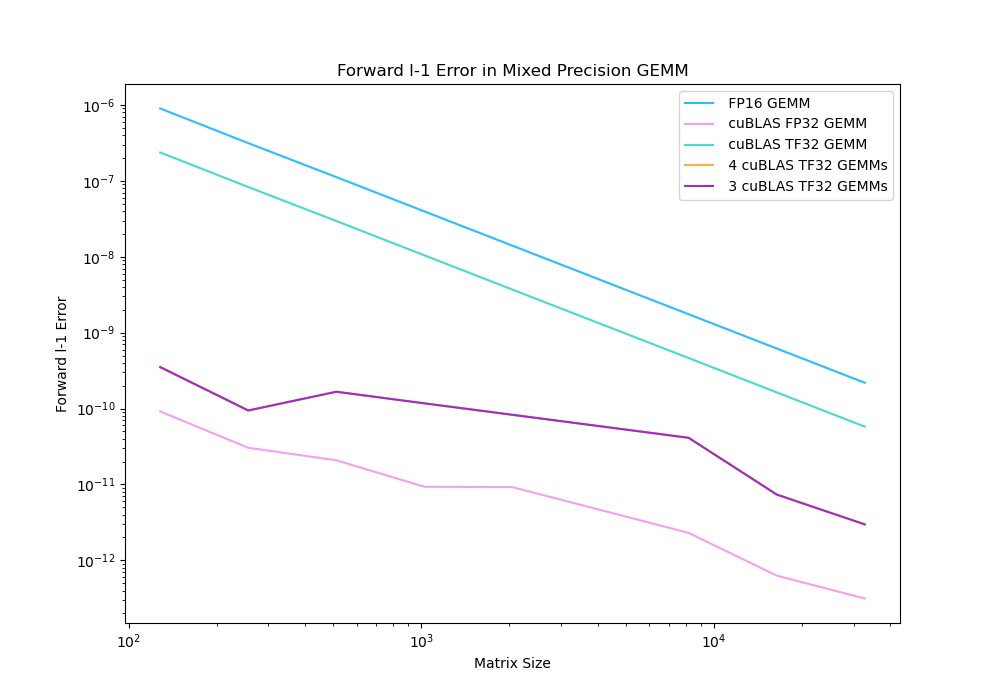 Forward l-1 Error in Mixed Precision GEMM
FP16 GEMM
cuBLAS FP32 GEMM
cuBLAS TF32 GEMM
4 cuBLAS TF32 GEMMs
3 cuBLAS TF32 GEMMs
Forward l-1 Error
10⁻⁶
10⁻⁷
10⁻⁸
10⁻⁹
10⁻¹⁰
10⁻¹¹
10⁻¹²
10² 10³ 10⁴
Matrix Size